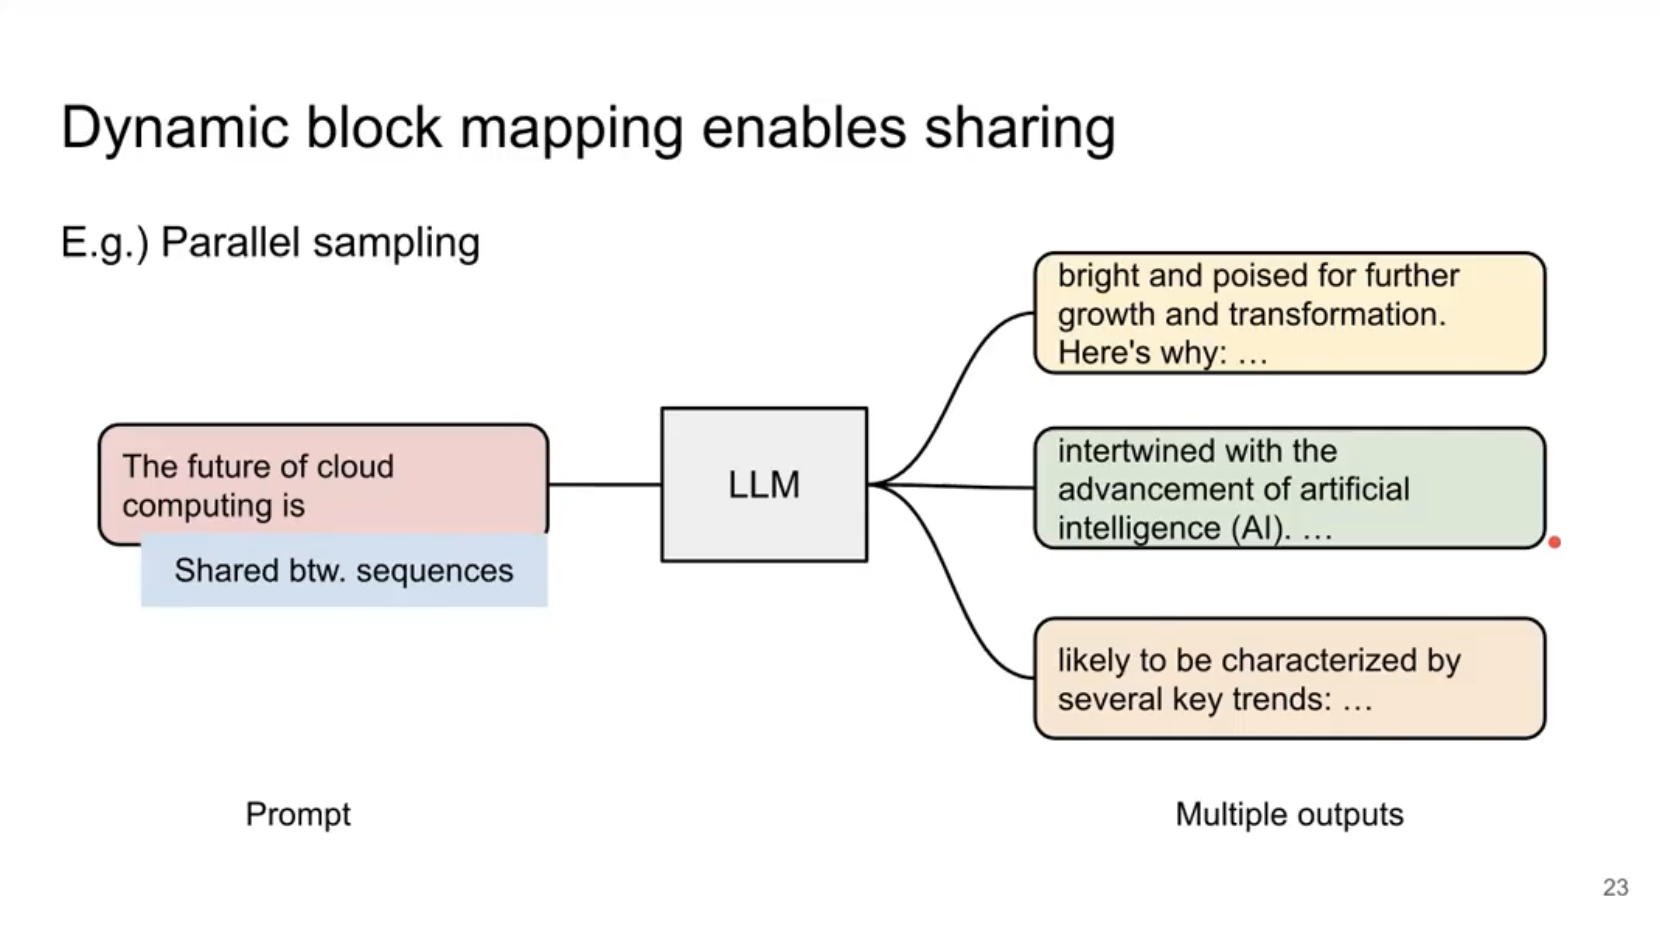 Dynamic block mapping enables sharing
E.g.) Parallel sampling
The future of cloud
computing is
Shared btw. sequences
LLM
bright and poised for further
growth and transformation.
Here's why: …
intertwined with the
advancement of artificial
intelligence (AI). …
likely to be characterized by
several key trends: …
Prompt
Multiple outputs
23